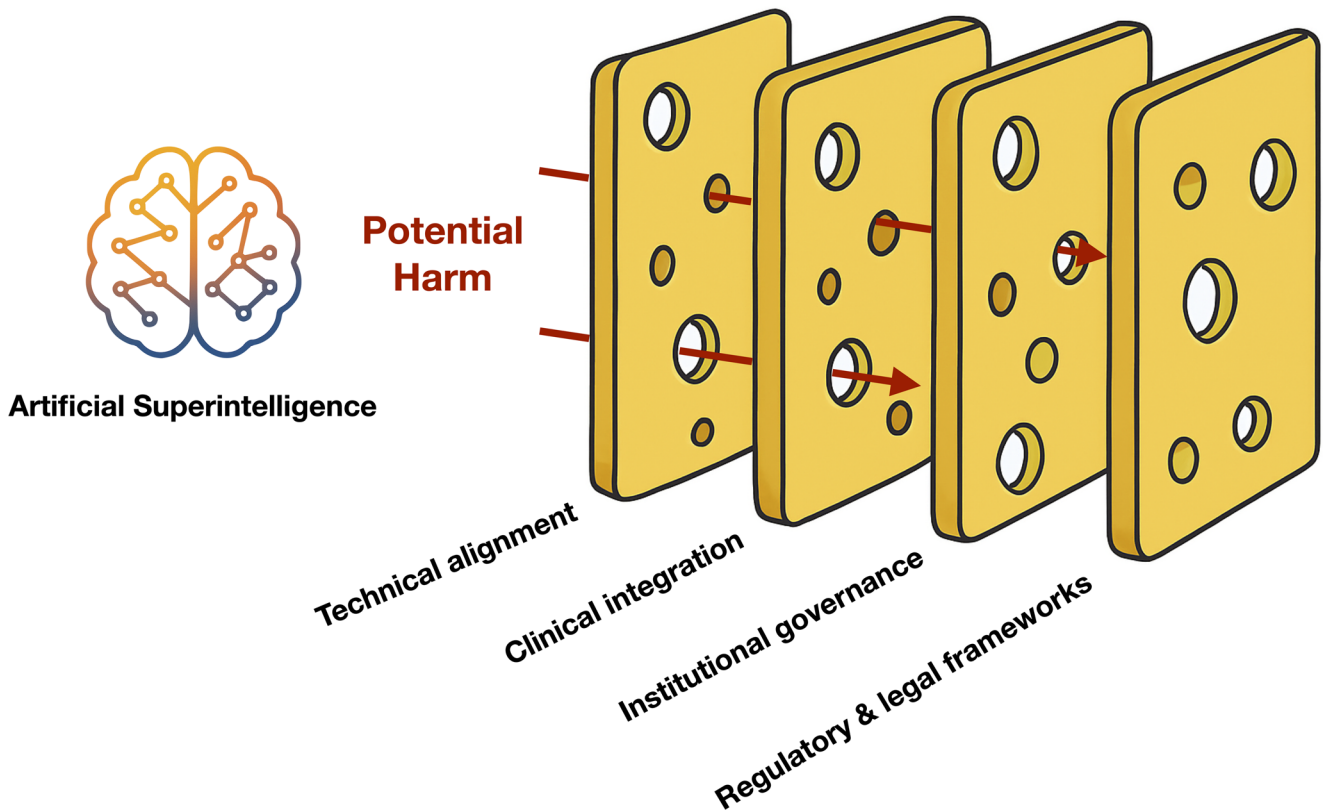 Potential
Harm
Artificial Superintelligence
Technical alignment
Clinical integration
Institutional governance
Regulatory & legal frameworks